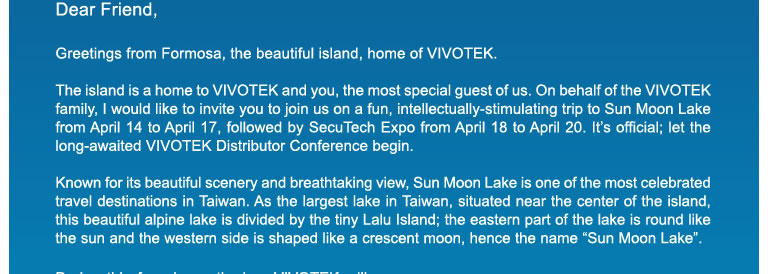 Dear Friend,
Greetings from Formosa, the beautiful island, home of VIVOTEK.
The island is a home to VIVOTEK and you, the most special guest of us. On behalf of the VIVOTEK
family, I would like to invite you to join us on a fun, intellectually-stimulating trip to Sun Moon Lake
from April 14 to April 17, followed by SecuTech Expo from April 18 to April 20. It's official; let the
long-awaited VIVOTEK Distributor Conference begin.
Known for its beautiful scenery and breathtaking view, Sun Moon Lake is one of the most celebrated
travel destinations in Taiwan. As the largest lake in Taiwan, situated near the center of the island,
this beautiful alpine lake is divided by the tiny Lalu Island; the eastern part of the lake is round like
the sun and the western side is shaped like a crescent moon, hence the name “Sun Moon Lake”.